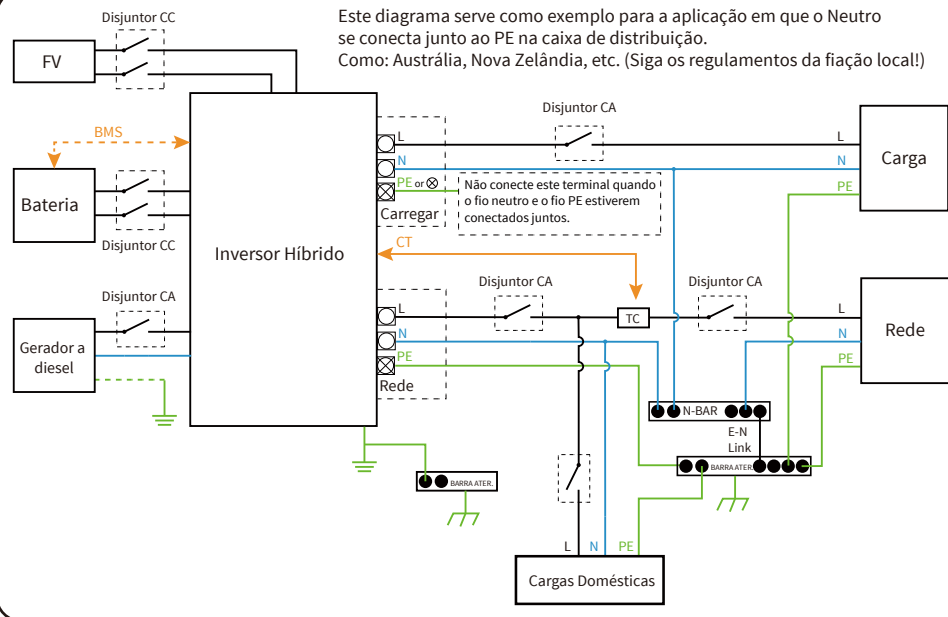 Este diagrama serve como exemplo para a aplicação em que o Neutro
se conecta junto ao PE na caixa de distribuição.
Como: Austrália, Nova Zelândia, etc. (Siga os regulamentos da fiação local!)
Disjuntor CC
FV
BMS
Bateria
Disjuntor CC
Disjuntor CA
Gerador a
diesel
Inversor Híbrido
L
N
PE or
Carregar
Não conecte este terminal quando
o fio neutro e o fio PE estiverem
conectados juntos.
Disjuntor CA
L
N
PE
Carga
CT
L
N
PE
Rede
Disjuntor CA
TC
Disjuntor CA
L
N
PE
Rede
N-BAR
E-N
Link
BARRA ATER.
BARRA ATER.
L
N
PE
Cargas Domésticas